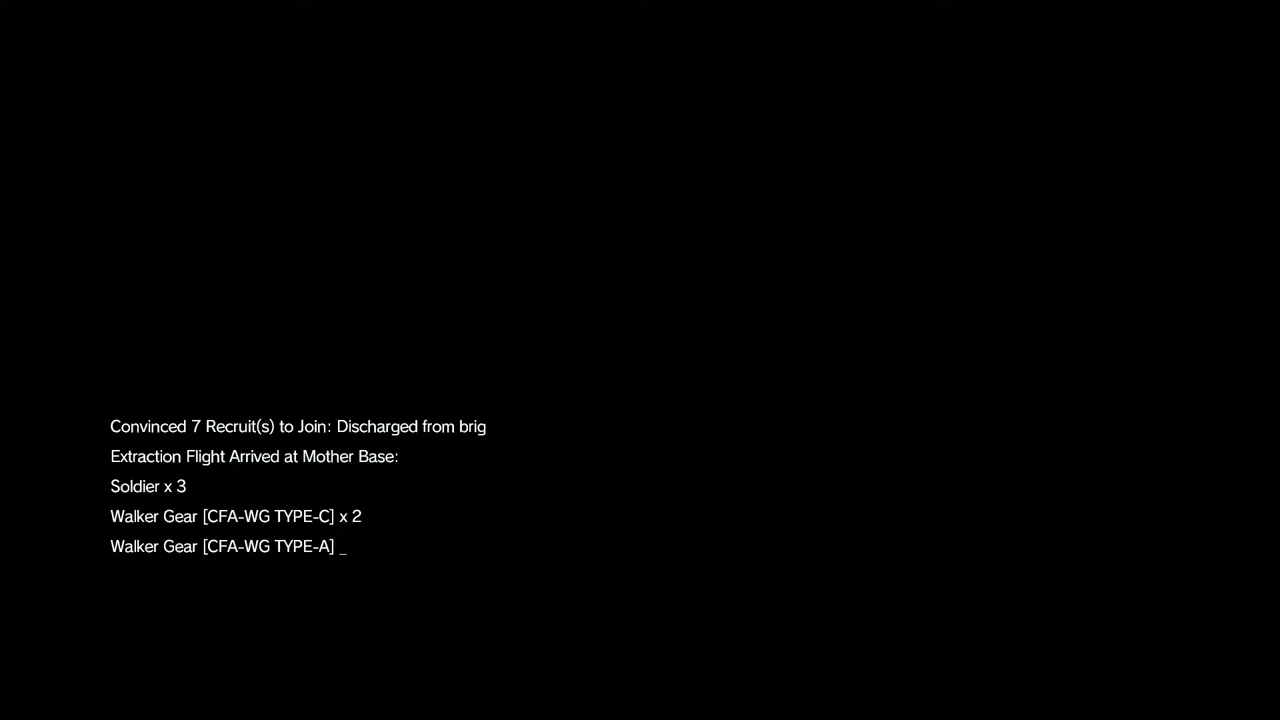 Convinced 7 Recruit(s) to Join: Discharged from brig
Extraction Flight Arrived at Mother Base:
Soldier x 3
Walker Gear [CFA-WG TYPE-C] x 2
Walker Gear [CFA-WG TYPE-A] _